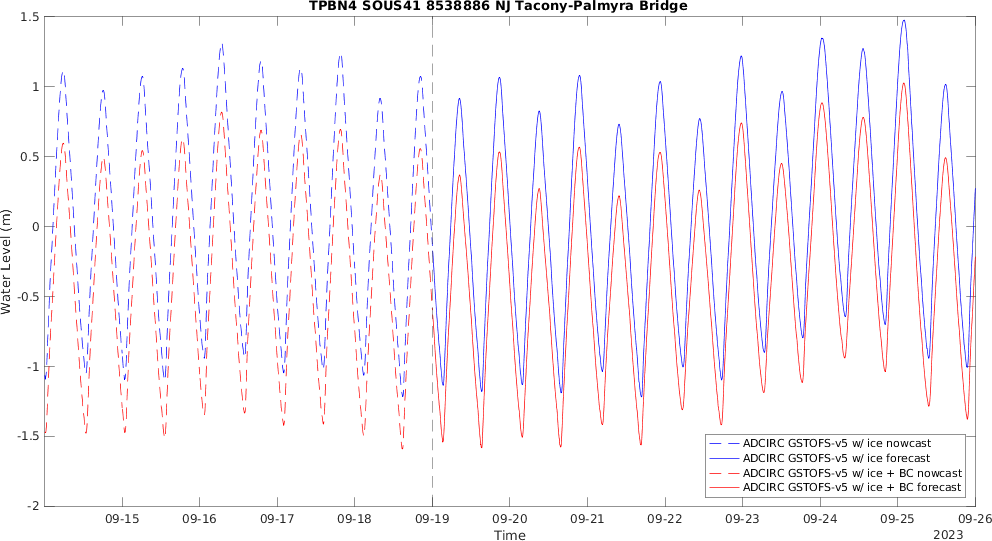 TPBN4 SOUS41 8538886 NJ Tacony-Palmyra Bridge
1.5
1
0.5
0
-0.5
-1
-1.5
-2
Water Level (m)
ADCIRC GSTOFS-v5 w/ ice nowcast
ADCIRC GSTOFS-v5 w/ ice forecast
ADCIRC GSTOFS-v5 w/ ice + BC nowcast
ADCIRC GSTOFS-v5 w/ ice + BC forecast
09-15 09-16 09-17 09-18 09-19 09-20 09-21 09-22 09-23 09-24 09-25 09-26
Time
2023